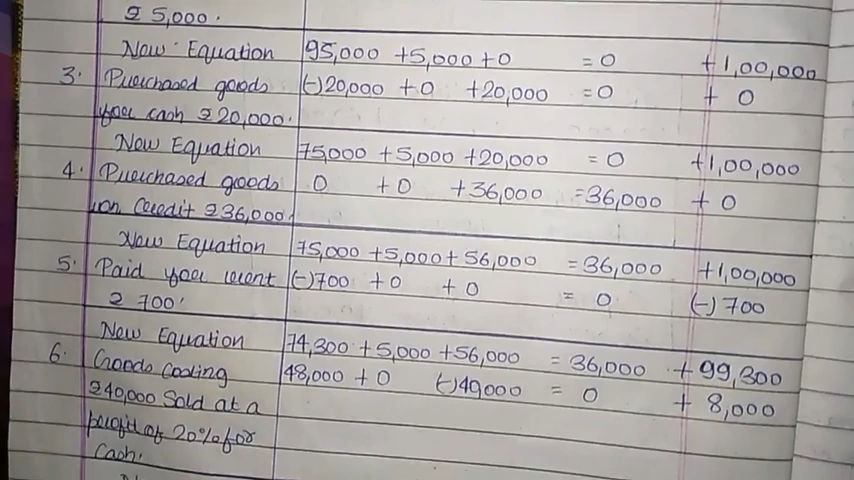 ₹ 5,000.
New Equation 95,000 +5,000 +0 =0 +1,00,000
3. Purchased goods (-)20,000 +0 +20,000 =0 + 0
for cash ₹20,000.
New Equation 75,000 +5,000 +20,000 =0 +1,00,000
4. Purchased goods 0 +0 +36,000 =36,000 +0
on credit ₹36,000.
New Equation 75,000 +5,000 +56,000 =36,000 +1,00,000
5. Paid for rent (-)700 +0 +0 = 0 (-)700
₹ 700.
New Equation 74,300 +5,000 +56,000 = 36,000 + 99,300
6. Goods Costing 48,000 +0 (-)40000 = 0 + 8,000
₹40,000 Sold at a
profit of 20% for
Cash.